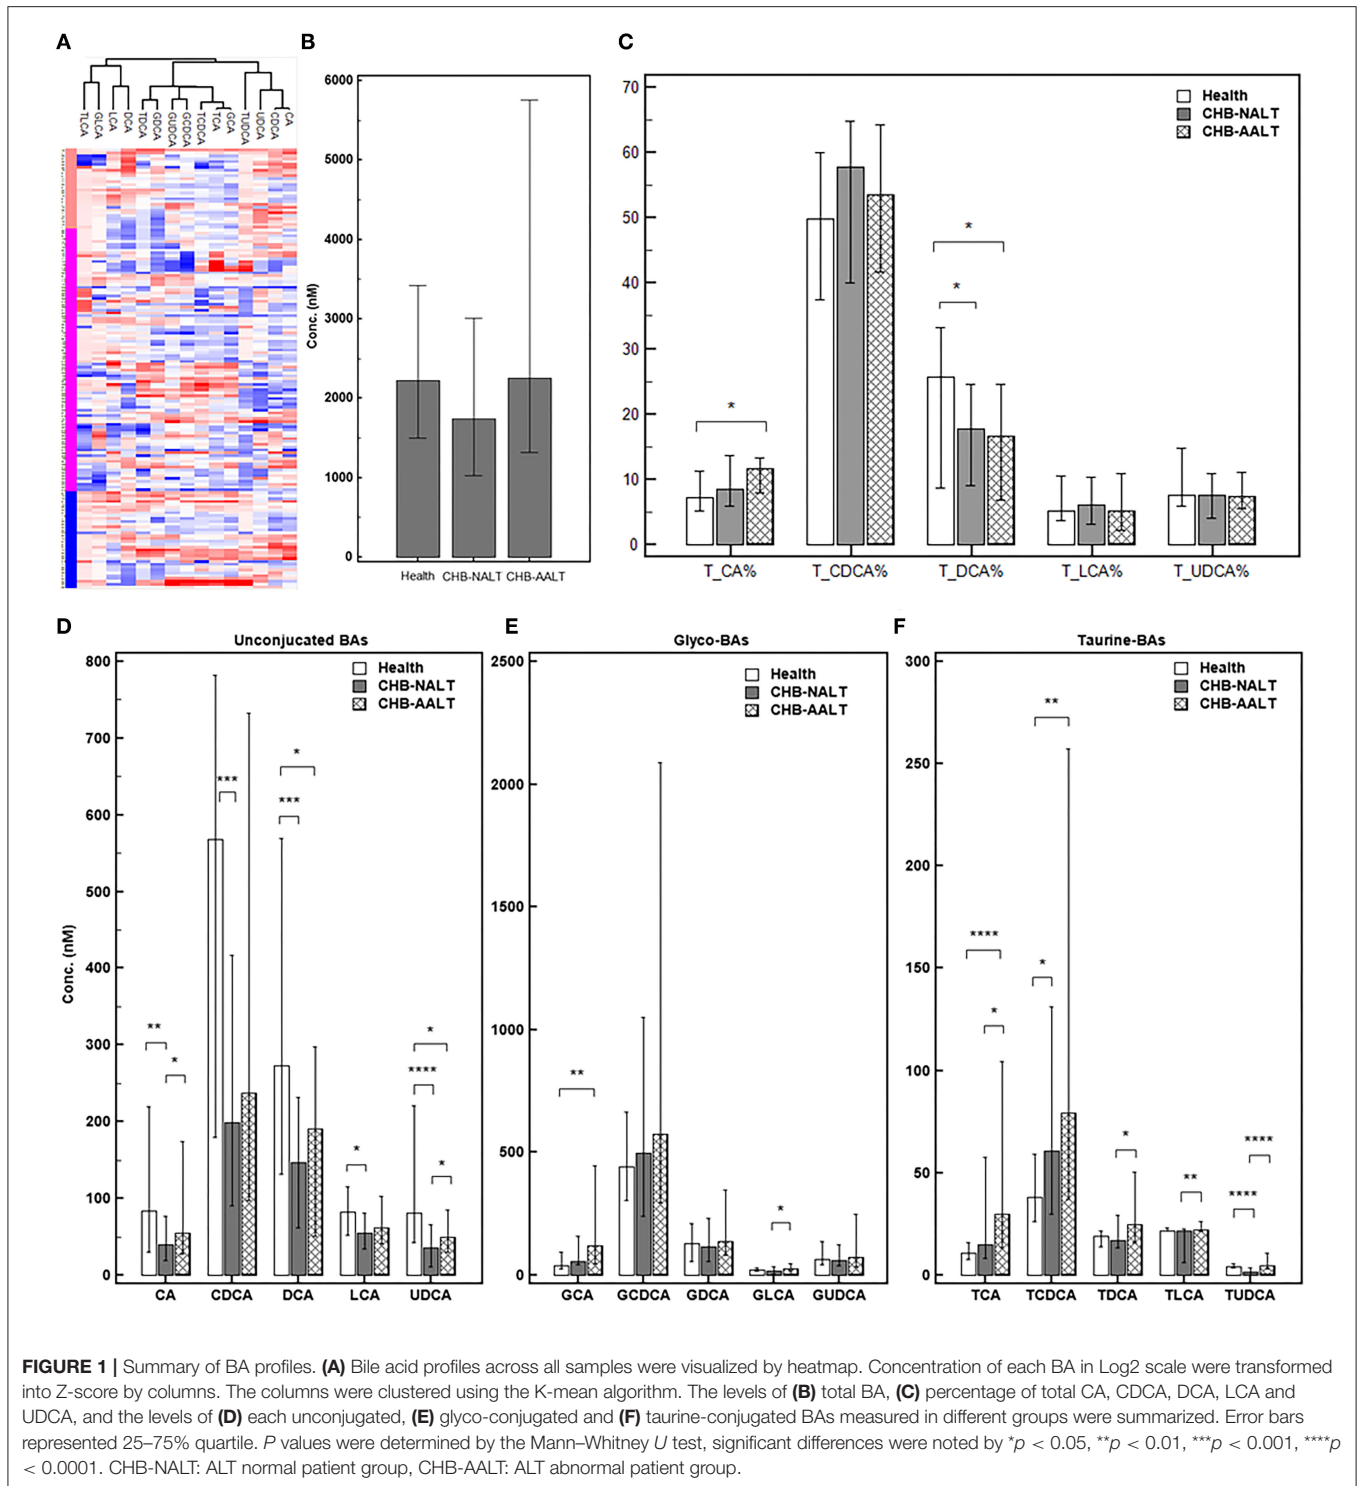 A
B
C
TLCA
GLCA
LCA
DCA
TDCA
GDCA
GUDCA
GCDCA
TCDCA
TCA
GCA
TUDCA
UDCA
CDCA
CA
6000
5000
4000
3000
2000
1000
0
Conc. (nM)
Health CHB-NALT CHB-AALT
70
60
50
40
30
20
10
0
Health
CHB-NALT
CHB-AALT
*
*
*
T_CA% T_CDCA% T_DCA% T_LCA% T_UDCA%
D
Unconjucated BAs
800
700
600
500
400
300
200
100
0
Conc. (nM)
Health
CHB-NALT
CHB-AALT
**
*
***
*
***
*
*
****
*
CA CDCA DCA LCA UDCA
E
Glyco-BAs
2500
2000
1500
1000
500
0
Health
CHB-NALT
CHB-AALT
**
*
GCA GCDCA GDCA GLCA GUDCA
F
Taurine-BAs
300
250
200
150
100
50
0
Health
CHB-NALT
CHB-AALT
****
*
**
*
*
**
****
****
TCA TCDCA TDCA TLCA TUDCA
FIGURE 1 | Summary of BA profiles. (A) Bile acid profiles across all samples were visualized by heatmap. Concentration of each BA in Log2 scale were transformed
into Z-score by columns. The columns were clustered using the K-mean algorithm. The levels of (B) total BA, (C) percentage of total CA, CDCA, DCA, LCA and
UDCA, and the levels of (D) each unconjugated, (E) glyco-conjugated and (F) taurine-conjugated BAs measured in different groups were summarized. Error bars
represented 25–75% quartile. P values were determined by the Mann–Whitney U test, significant differences were noted by *p < 0.05, **p < 0.01, ***p < 0.001, ****p
< 0.0001. CHB-NALT: ALT normal patient group, CHB-AALT: ALT abnormal patient group.